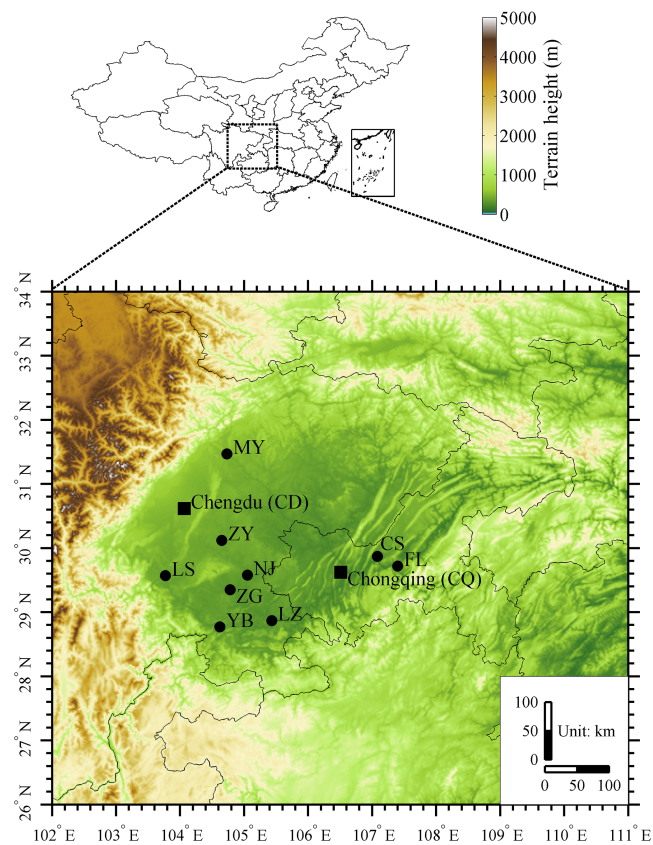 5000
4000
3000
2000
1000
0
Terrain height (m)
34° N
33° N
32° N
31° N
30° N
29° N
28° N
27° N
26° N
MY
Chengdu (CD)
ZY
CS
FL
LS
NJ
Chongqing (CQ)
ZG
YB
LZ
100
50
0
Unit: km
0 50 100
102° E 103° E 104° E 105° E 106° E 107° E 108° E 109° E 110° E 111° E